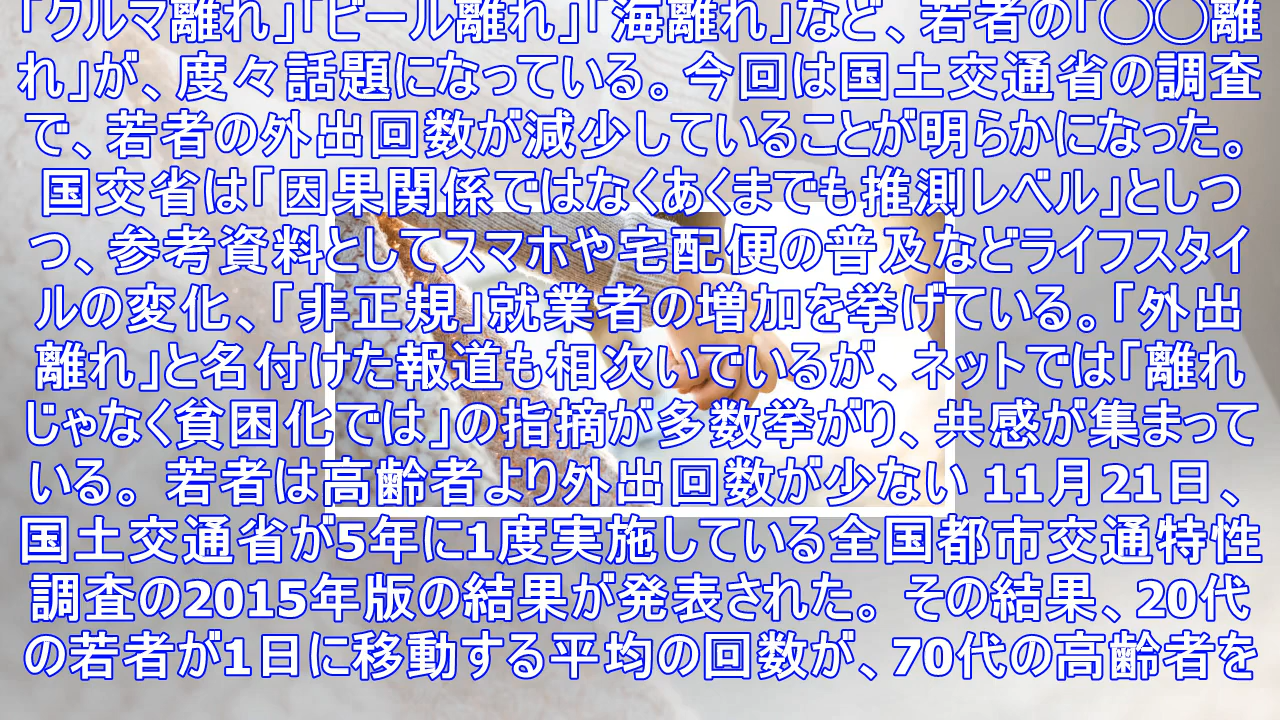 「クルマ離れ」「ビール離れ」「海離れ」など、若者の「◯◯離
れ」が、度々話題になっている。今回は国土交通省の調査
で、若者の外出回数が減少していることが明らかになった。
国交省は「因果関係ではなくあくまでも推測レベル」としつ
つ、参考資料としてスマホや宅配便の普及などライフスタイ
ルの変化、「非正規」就業者の増加を挙げている。「外出
離れ」と名付けた報道も相次いでいるが、ネットでは「離れ
じゃなく貧困化では」の指摘が多数挙がり、共感が集まって
いる。若者は高齢者より外出回数が少ない 11月21日、
国土交通省が5年に1度実施している全国都市交通特性
調査の2015年版の結果が発表された。その結果、20代
の若者が1日に移動する平均の回数が、70代の高齢者を